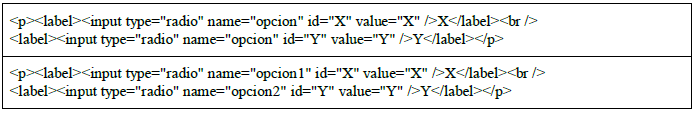 <p><label><input type="radio" name="opcion" id="X" value="X" />X</label><br />
<label><input type="radio" name="opcion" id="Y" value="Y" />Y</label></p>
<p><label><input type="radio" name="opcion1" id="X" value="X" />X</label><br />
<label><input type="radio" name="opcion2" id="Y" value="Y" />Y</label></p>